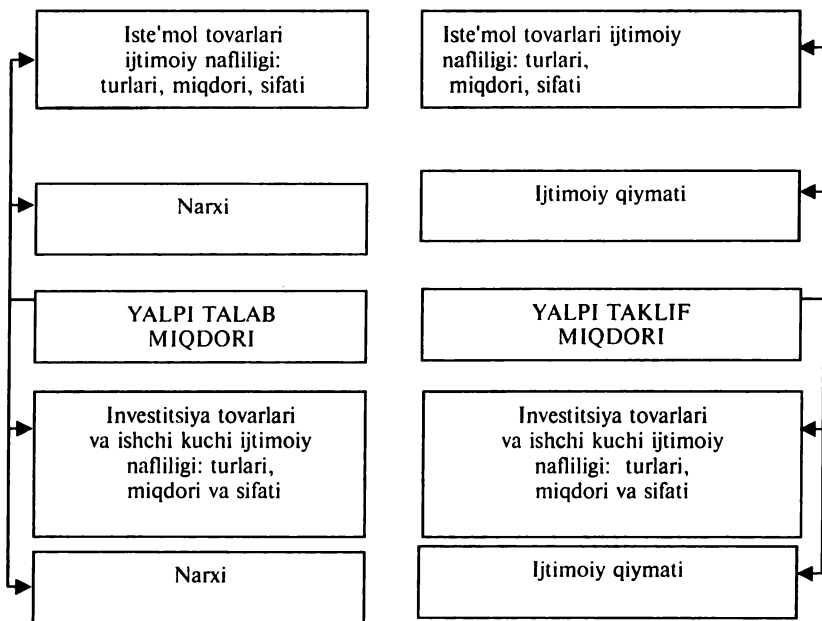 Iste'mol tovarlari
ijtimoiy nafliligi:
turlari, miqdori, sifati
Iste'mol tovarlari ijtimoiy
nafliligi: turlari,
miqdori, sifati
Narxi
Ijtimoiy qiymati
YALPI TALAB
MIQDORI
YALPI TAKLIF
MIQDORI
Investitsiya tovarlari
va ishchi kuchi ijtimoiy
nafliligi: turlari,
miqdori va sifati
Investitsiya tovarlari
va ishchi kuchi ijtimoiy
nafliligi: turlari,
miqdori va sifati
Narxi
Ijtimoiy qiymati